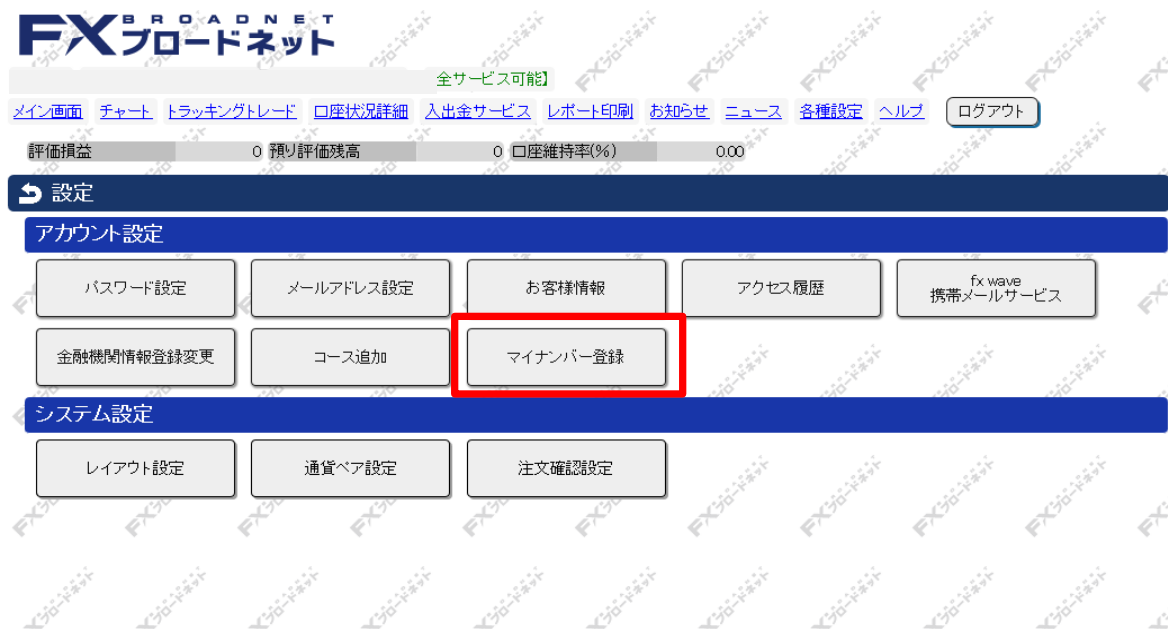 BROADNET
FXブロードネット
全サービス可能】
メイン画面 チャート トラッキングトレード 口座状況詳細 入出金サービス レポート印刷 お知らせ ニュース 各種設定 ヘルプ ログアウト
評価損益 0 預り評価残高 0 口座維持率(%) 0.00
設定
アカウント設定
パスワード設定 メールアドレス設定 お客様情報 アクセス履歴 fx wave
携帯メールサービス
金融機関情報登録変更 コース追加 マイナンバー登録
システム設定
レイアウト設定 通貨ペア設定 注文確認設定